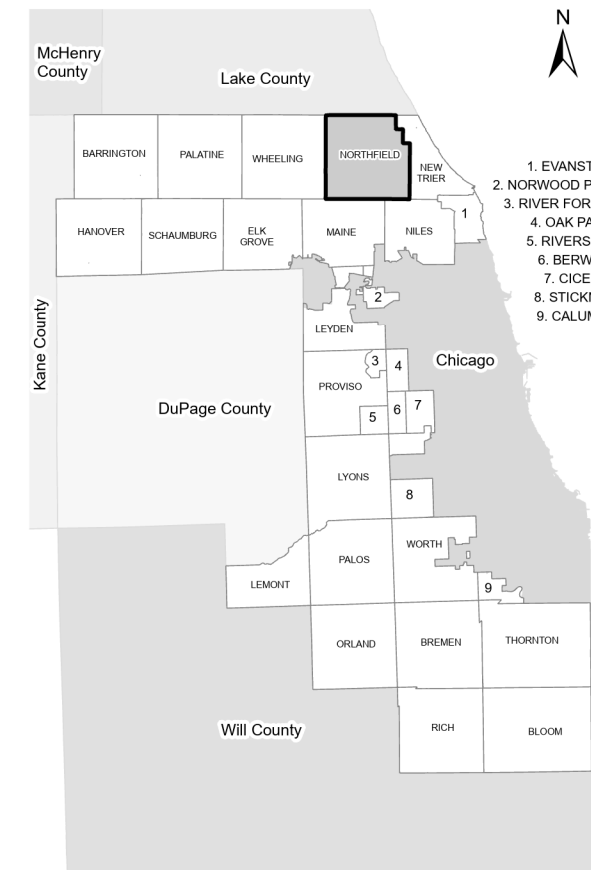 N
McHenry
County
Lake County
BARRINGTON
PALATINE
WHEELING
NORTHFIELD
NEW
TRIER
1. EVANST
2. NORWOOD P
3. RIVER FOR
4. OAK PA
5. RIVERS
6. BERW
7. CICE
8. STICKN
9. CALUM
HANOVER
SCHAUMBURG
ELK
GROVE
MAINE
NILES
1
2
LEYDEN
Kane County
3
4
Chicago
PROVISO
DuPage County
5
6
7
LYONS
8
WORTH
PALOS
LEMONT
9
ORLAND
BREMEN
THORNTON
Will County
RICH
BLOOM